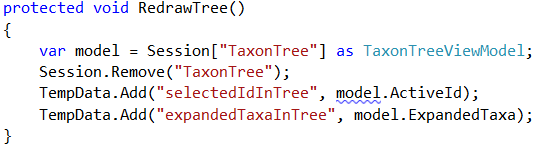 protected void RedrawTree()
{
    var model = Session["TaxonTree"] as TaxonTreeViewModel;
    Session.Remove("TaxonTree");
    TempData.Add("selectedIdInTree", model.ActiveId);
    TempData.Add("expandedTaxaInTree", model.ExpandedTaxa);
}